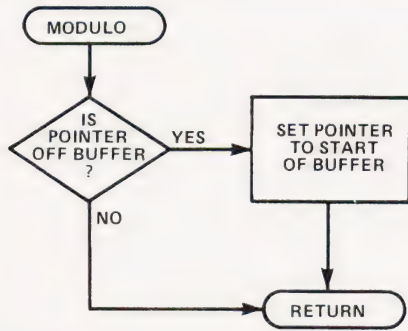 MODULO
IS
POINTER
OFF BUFFER
?
YES
SET POINTER
TO START
OF BUFFER
NO
RETURN